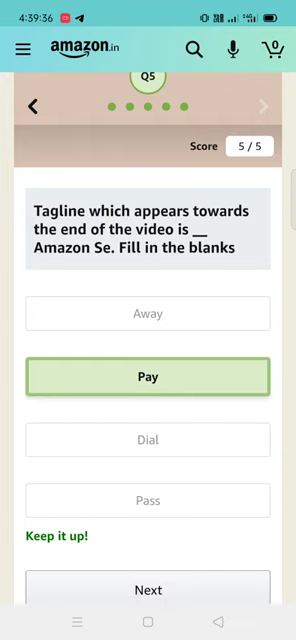 4:39:36
amazon.in
0
Q5
Score 5 / 5
Tagline which appears towards
the end of the video is __
Amazon Se. Fill in the blanks
Away
Pay
Dial
Pass
Keep it up!
Next